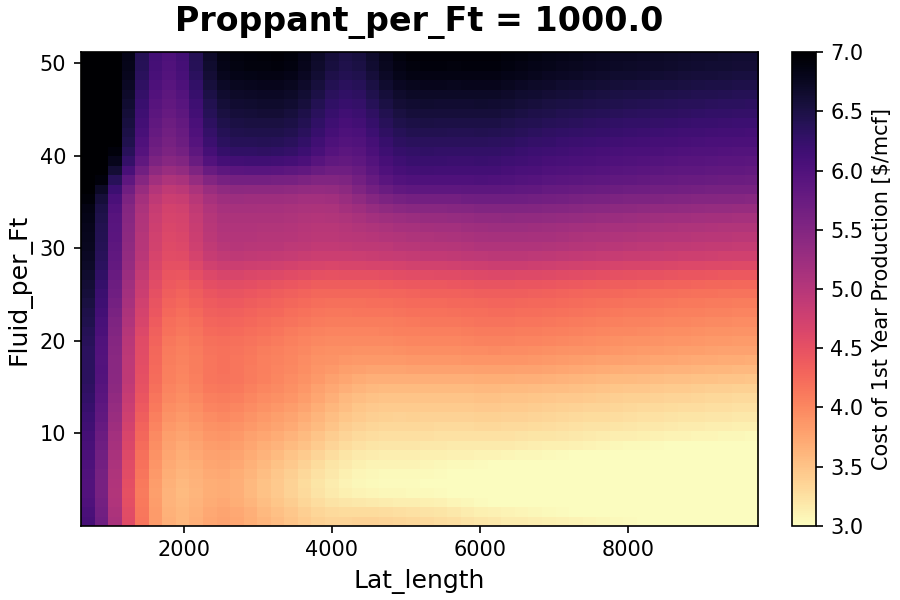 Proppant_per_Ft = 1000.0
50
40
30
20
10
Fluid_per_Ft
2000 4000 6000 8000
Lat_length
7.0
6.5
6.0
5.5
5.0
4.5
4.0
3.5
3.0
Cost of 1st Year Production [$/mcf]